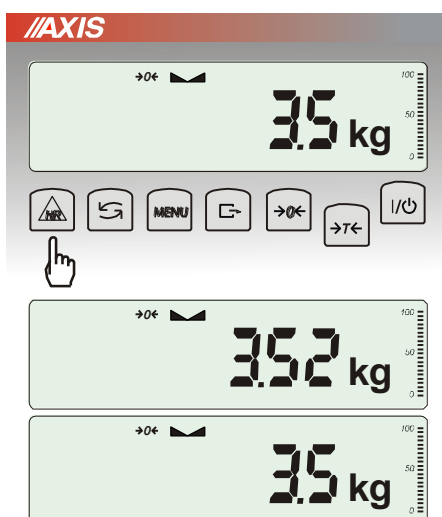 AXIS
→0← 100
3.5 kg 50
0
HR MENU →0← →T← I/⏻
→0← 100
3.52 kg 50
0
→0← 100
3.5 kg 50
0